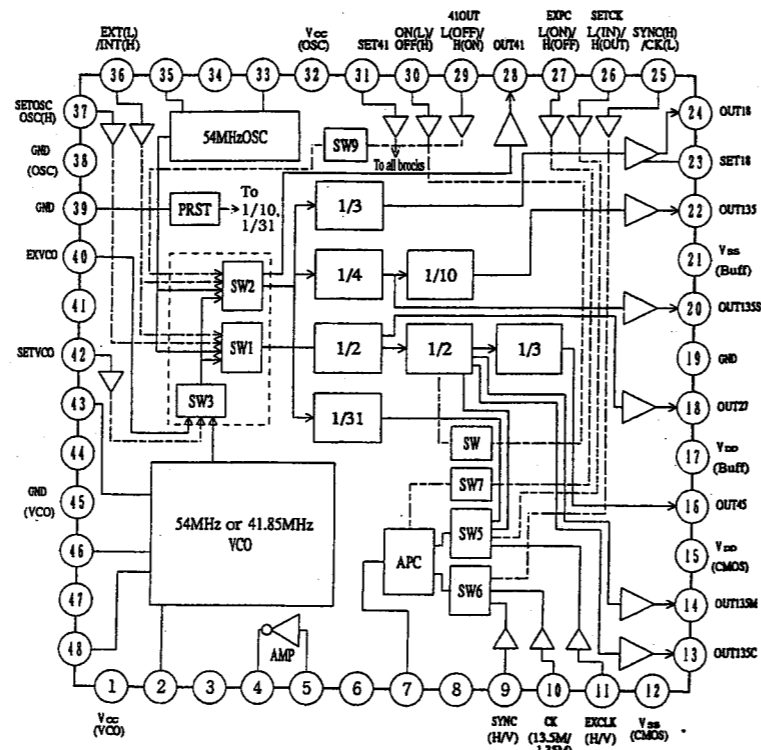 EXT(L)
/INT(H)
Vcc
(OSC)
SET41
ON(L)/
OFF(H)
41OUT
L(OFF)/
H(ON)
OUT41
EXPC
L(ON)/
H(OFF)
SETCK
L(IN)/
H(OUT)
SYNC(H)
/CK(L)
36
35
34
33
32
31
30
29
28
27
26
25
SETOSC
OSC(H)
37
GND
(OSC)
38
GND
39
EXVCO
40
41
SETVCO
42
43
44
GND
(VCO)
45
46
47
48
54MHzOSC
SW9
To all brocks
PRST
To
1/10,
1/31
1/3
SW2
1/4
1/10
SW1
1/2
1/2
1/3
SW3
1/31
SW
SW7
54MHz or 41.85MHz
VCO
APC
SW5
SW6
AMP
24
OUT18
23
SET18
22
OUT135
21
Vss
(Buff)
20
OUT135S
19
GND
18
OUT27
17
VDD
(Buff)
16
OUT45
15
VDD
(CMOS)
14
OUT135M
13
OUT135C
1
2
3
4
5
6
7
8
9
10
11
12
Vcc
(VCO)
SYNC
(H/V)
CK
(13.5M/
EXCLK
(H/V)
Vss
(CMOS)